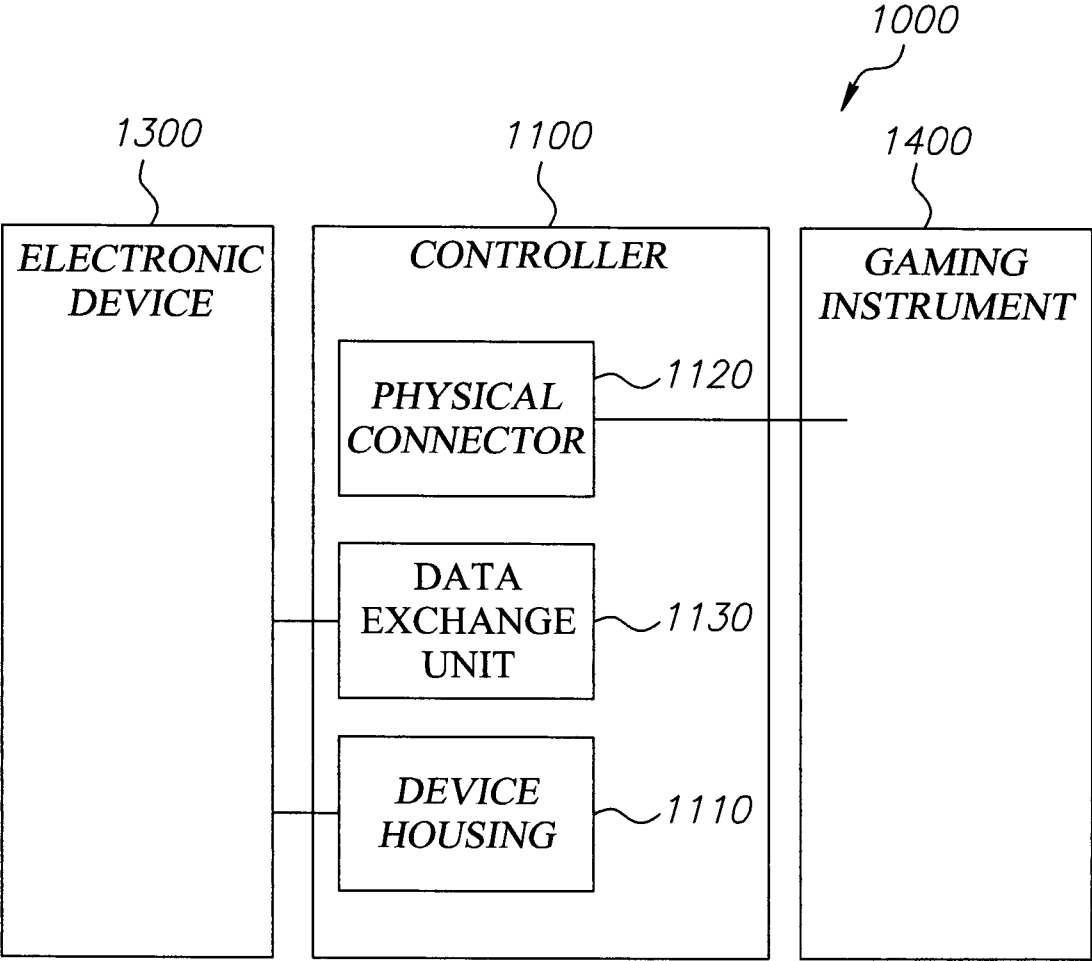 1000
1300
1100
1400
ELECTRONIC
DEVICE
CONTROLLER
GAMING
INSTRUMENT
PHYSICAL
CONNECTOR
1120
DATA
EXCHANGE
UNIT
1130
DEVICE
HOUSING
1110